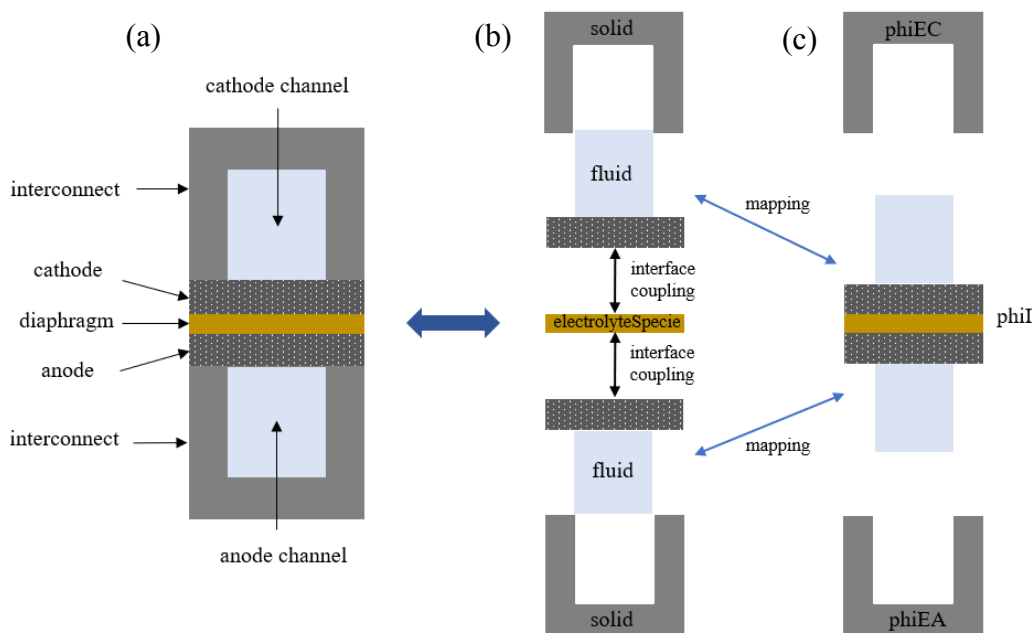 (a)
cathode channel
interconnect
cathode
diaphragm
anode
interconnect
anode channel
(b)
solid
fluid
interface
coupling
electrolyteSpecie
interface
coupling
fluid
solid
mapping
mapping
(c)
phiEC
phiI
phiEA